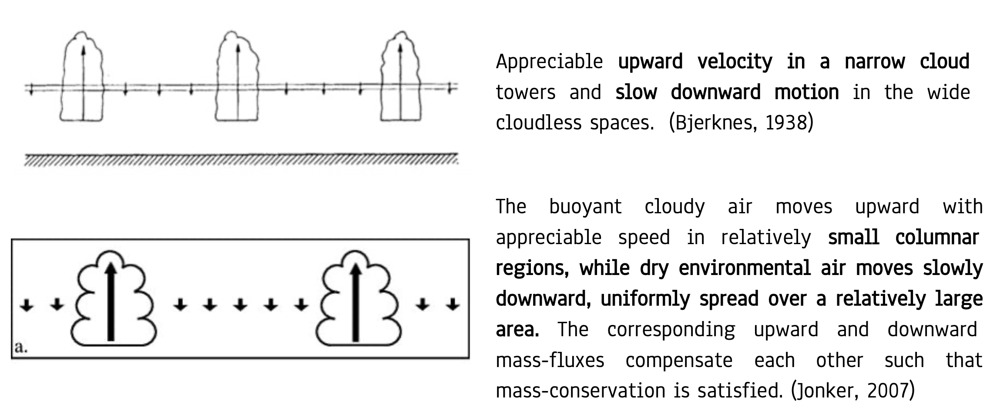 Appreciable upward velocity in a narrow cloud
towers and slow downward motion in the wide
cloudless spaces. (Bjerknes, 1938)
The buoyant cloudy air moves upward with
appreciable speed in relatively small columnar
regions, while dry environmental air moves slowly
downward, uniformly spread over a relatively large
area. The corresponding upward and downward
mass-fluxes compensate each other such that
mass-conservation is satisfied. (Jonker, 2007)
a.